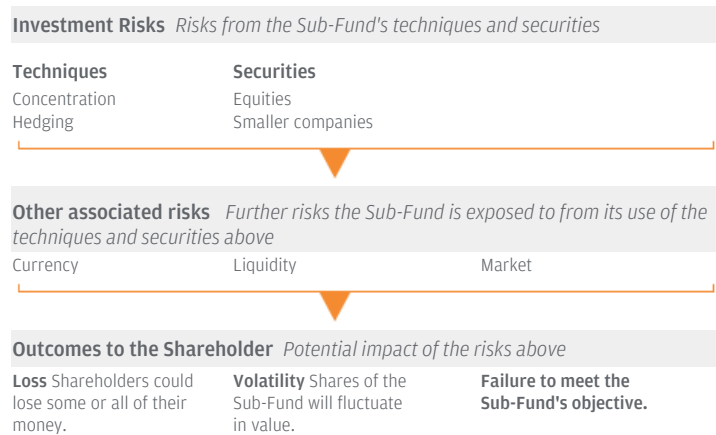 Investment Risks Risks from the Sub-Fund's techniques and securities
Techniques Securities
Concentration Equities
Hedging Smaller companies
Other associated risks Further risks the Sub-Fund is exposed to from its use of the
techniques and securities above
Currency Liquidity Market
Outcomes to the Shareholder Potential impact of the risks above
Loss Shareholders could
lose some or all of their
money.
Volatility Shares of the
Sub-Fund will fluctuate
in value.
Failure to meet the
Sub-Fund's objective.